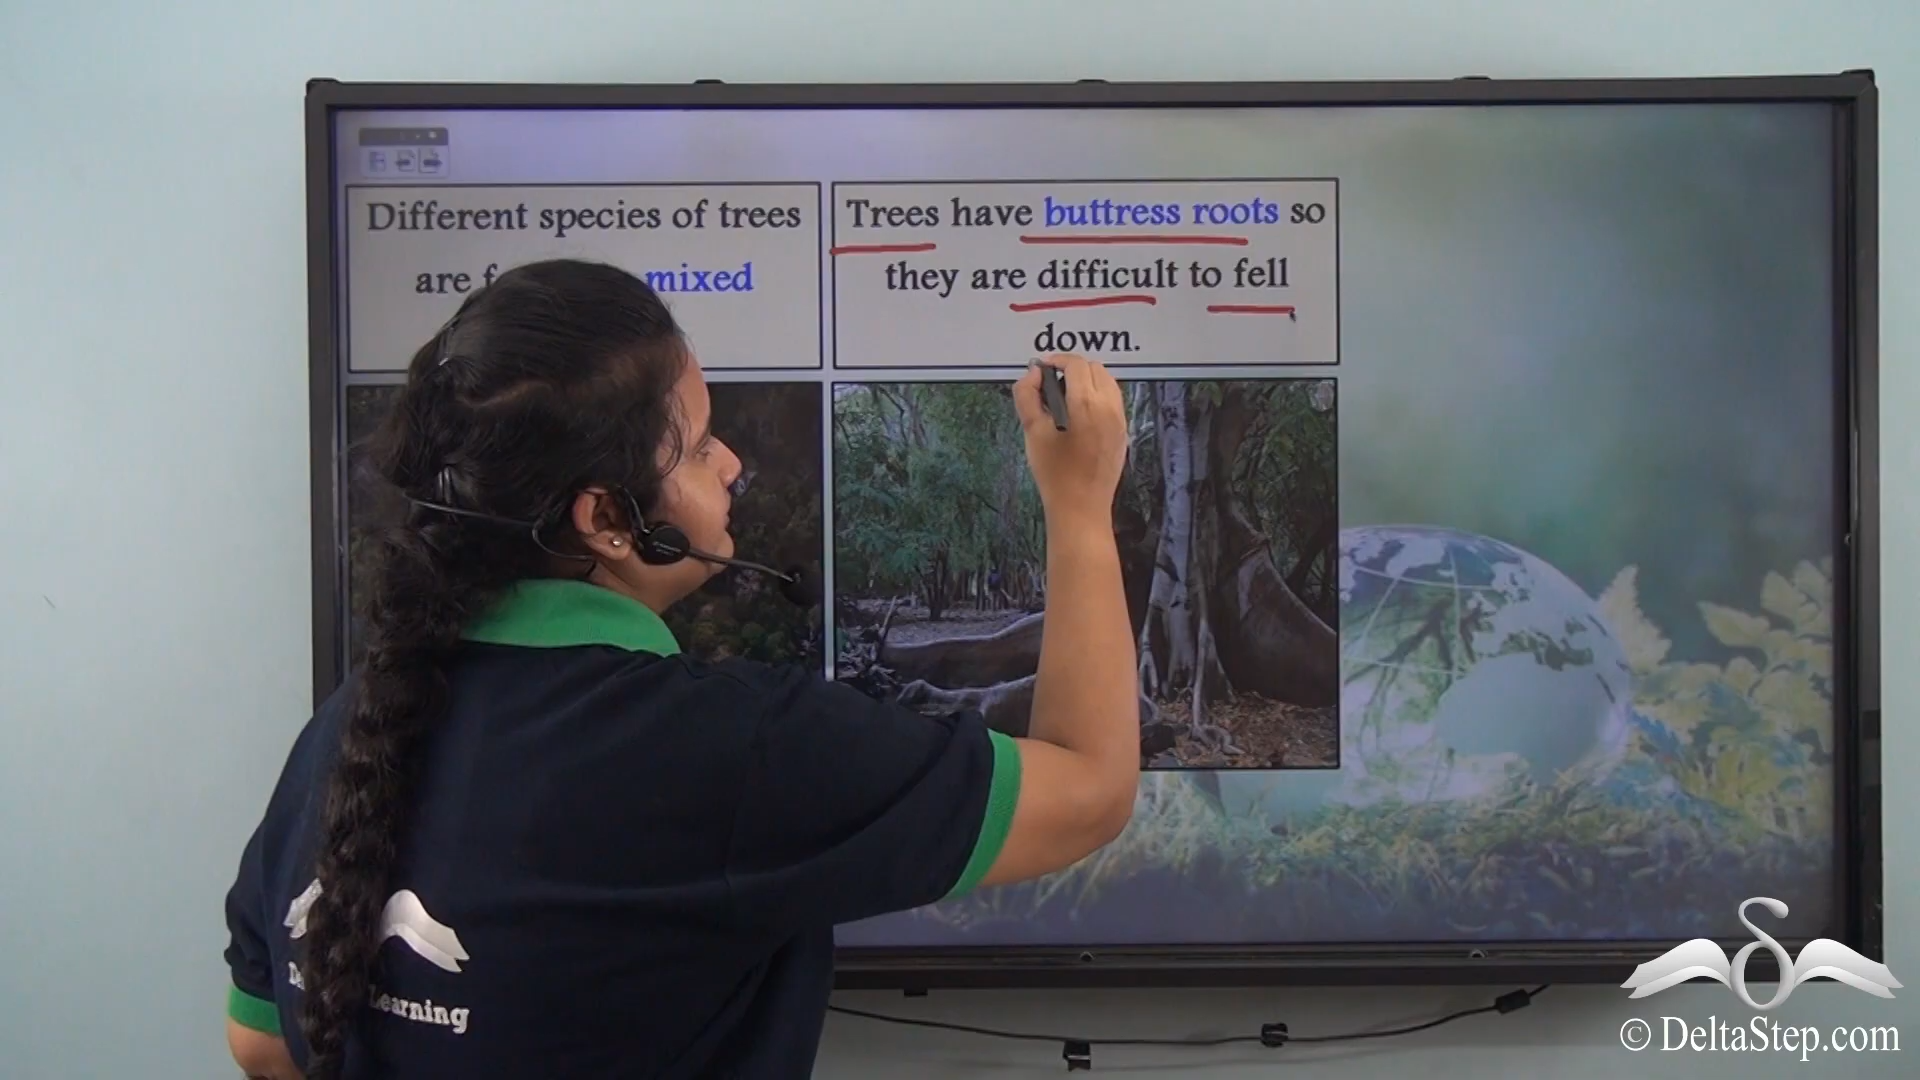 Different species of trees
are mixed
Trees have buttress roots so
they are difficult to fell
down.
Learning
© DeltaStep.com